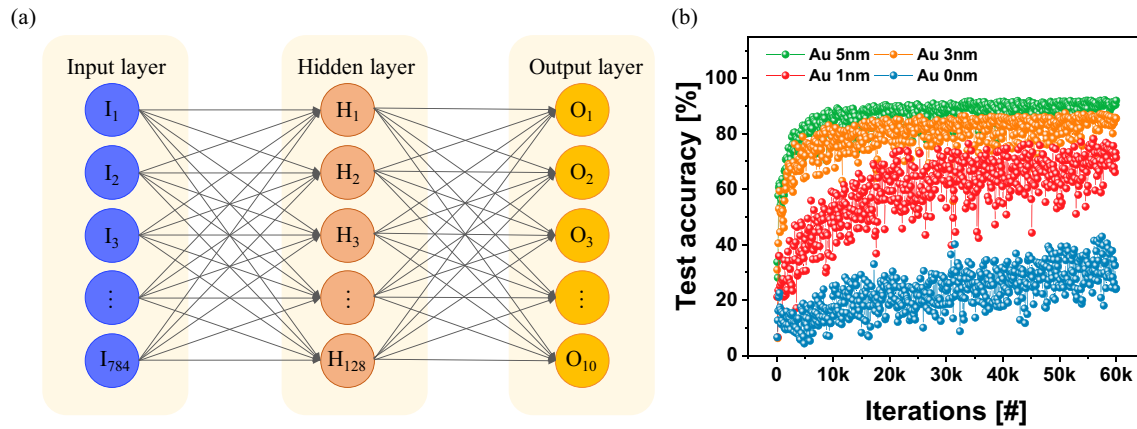 (a)
Input layer
Hidden layer
Output layer
I1
H1
O1
I2
H2
O2
I3
H3
O3
⋮
⋮
⋮
I784
H128
O10
(b)
Au 5nm
Au 3nm
Au 1nm
Au 0nm
Test accuracy [%]
100
80
60
40
20
0
0
10k
20k
30k
40k
50k
60k
Iterations [#]